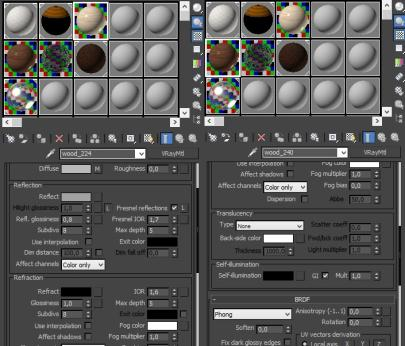 wood_224
VRayMtl
Diffuse
M
Roughness
0,0
Reflection
Reflect
Hilight glossiness
L
Fresnel reflections
L
Refl. glossiness
0,8
Fresnel IOR
1,7
Subdivs
8
Max depth
5
Use interpolation
Exit color
Dim distance
100,0
Dim fall off
0,0
Affect channels
Color only
Refraction
Refract
IOR
1,6
Glossiness
1,0
Max depth
5
Subdivs
8
Exit color
Use interpolation
Fog color
Affect shadows
Fog multiplier
1,0
wood_240
VRayMtl
Use interpolation
Fog color
Affect shadows
Fog multiplier
1,0
Affect channels
Color only
Fog bias
0,0
Dispersion
Abbe
50,0
Translucency
Type
None
Scatter coeff
0,0
Back-side color
Fwd/bck coeff
1,0
Thickness
1000,0
Light multiplier
1,0
Self-illumination
Self-illumination
GI
Mult
1,0
-
BRDF
Phong
Anisotropy (-1..1)
0,0
Rotation
0,0
Soften
0,0
UV vectors derivation
Fix dark glossy edges
Local axis
X
Y
Z